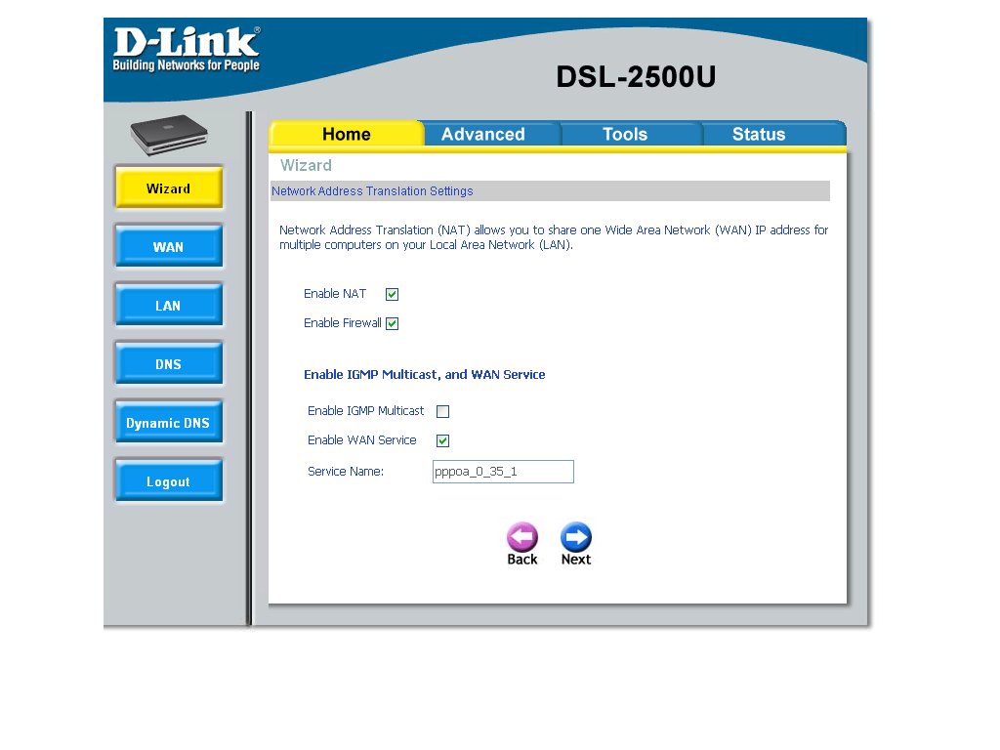 D-Link®
Building Networks for People
DSL-2500U
Home Advanced Tools Status
Wizard
WAN
LAN
DNS
Dynamic DNS
Logout
Wizard
Network Address Translation Settings
Network Address Translation (NAT) allows you to share one Wide Area Network (WAN) IP address for
multiple computers on your Local Area Network (LAN).
Enable NAT
Enable Firewall
Enable IGMP Multicast, and WAN Service
Enable IGMP Multicast
Enable WAN Service
Service Name: pppoa_0_35_1
Back Next